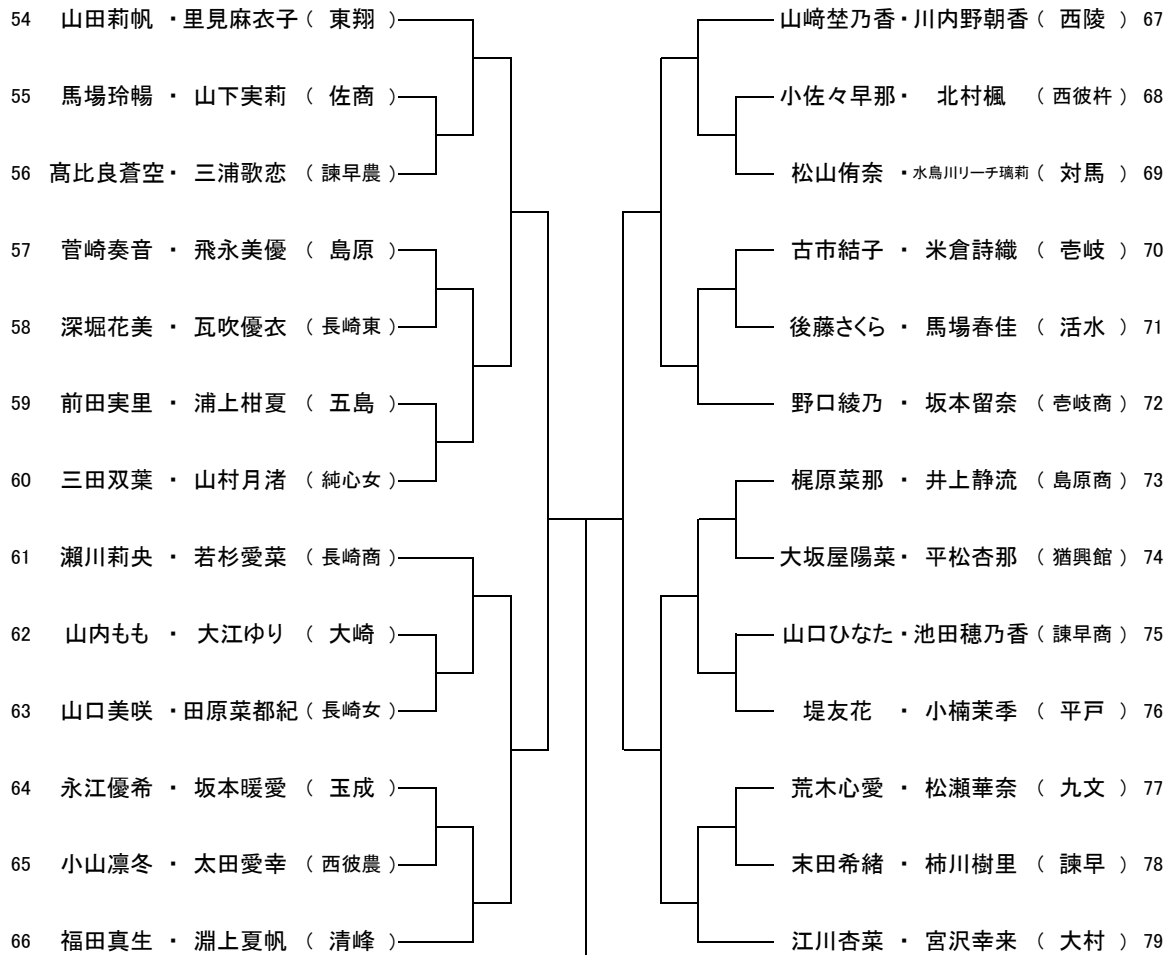 54 山田莉帆 ・ 里見麻衣子 ( 東翔 )
55 馬場玲暢 ・ 山下実莉 ( 佐商 )
56 髙比良蒼空 ・ 三浦歌恋 ( 諫早農 )
57 菅崎奏音 ・ 飛永美優 ( 島原 )
58 深堀花美 ・ 瓦吹優衣 ( 長崎東 )
59 前田実里 ・ 浦上柑夏 ( 五島 )
60 三田双葉 ・ 山村月渚 ( 純心女 )
61 瀨川莉央 ・ 若杉愛菜 ( 長崎商 )
62 山内もも ・ 大江ゆり ( 大崎 )
63 山口美咲 ・ 田原菜都紀 ( 長崎女 )
64 永江優希 ・ 坂本暖愛 ( 玉成 )
65 小山凛冬 ・ 太田愛幸 ( 西彼農 )
66 福田真生 ・ 淵上夏帆 ( 清峰 )
山﨑埜乃香 ・ 川内野朝香 ( 西陵 ) 67
小佐々早那 ・ 北村楓 ( 西彼杵 ) 68
松山侑奈 ・ 水鳥川リーチ璃莉 ( 対馬 ) 69
古市結子 ・ 米倉詩織 ( 壱岐 ) 70
後藤さくら ・ 馬場春佳 ( 活水 ) 71
野口綾乃 ・ 坂本留奈 ( 壱岐商 ) 72
梶原菜那 ・ 井上静流 ( 島原商 ) 73
大坂屋陽菜 ・ 平松杏那 ( 猶興館 ) 74
山口ひなた ・ 池田穂乃香 ( 諫早商 ) 75
堤友花 ・ 小楠茉季 ( 平戸 ) 76
荒木心愛 ・ 松瀬華奈 ( 九文 ) 77
末田希緒 ・ 柿川樹里 ( 諫早 ) 78
江川杏菜 ・ 宮沢幸来 ( 大村 ) 79